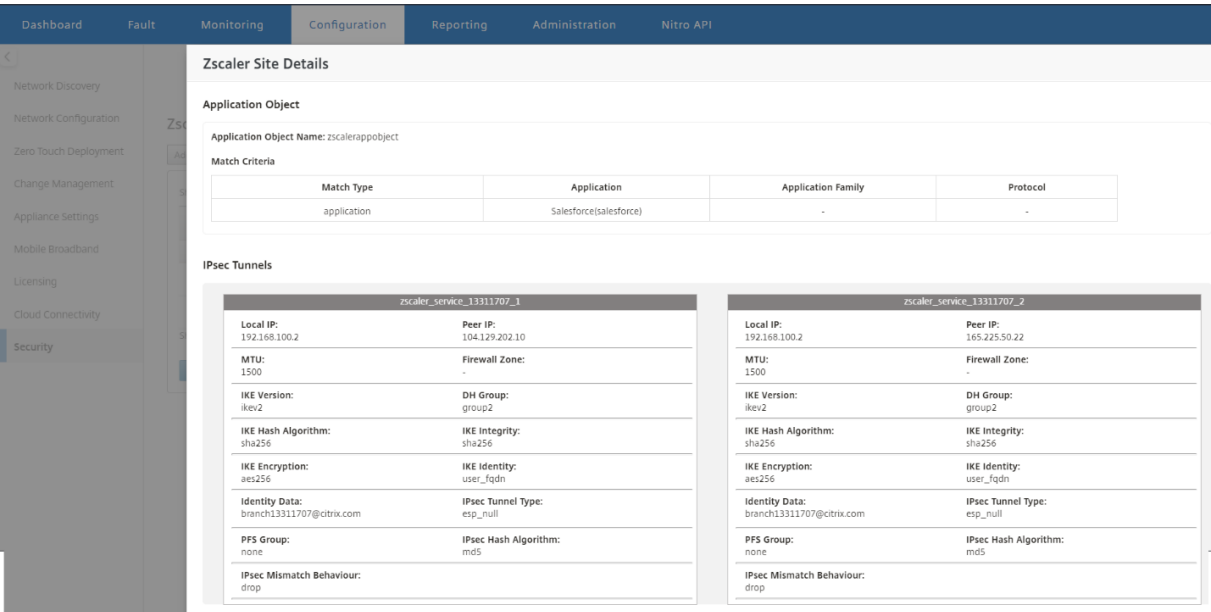 Dashboard Fault Monitoring Configuration Reporting Administration Nitro API
<
Zscaler Site Details
Network Discovery
Network Configuration
Zero Touch Deployment
Change Management
Appliance Settings
Mobile Broadband
Licensing
Cloud Connectivity
Security
Application Object
Application Object Name: zscalerappobject
Match Criteria
Match Type Application Application Family Protocol
application Salesforce(salesforce) - -
IPsec Tunnels
zscaler_service_13311707_1
Local IP: Peer IP:
192.168.100.2 104.129.202.10
MTU: Firewall Zone:
1500 -
IKE Version: DH Group:
ikev2 group2
IKE Hash Algorithm: IKE Integrity:
sha256 sha256
IKE Encryption: IKE Identity:
aes256 user_fqdn
Identity Data: IPsec Tunnel Type:
branch13311707@citrix.com esp_null
PFS Group: IPsec Hash Algorithm:
none md5
IPsec Mismatch Behaviour:
drop
zscaler_service_13311707_2
Local IP: Peer IP:
192.168.100.2 165.225.50.22
MTU: Firewall Zone:
1500 -
IKE Version: DH Group:
ikev2 group2
IKE Hash Algorithm: IKE Integrity:
sha256 sha256
IKE Encryption: IKE Identity:
aes256 user_fqdn
Identity Data: IPsec Tunnel Type:
branch13311707@citrix.com esp_null
PFS Group: IPsec Hash Algorithm:
none md5
IPsec Mismatch Behaviour:
drop